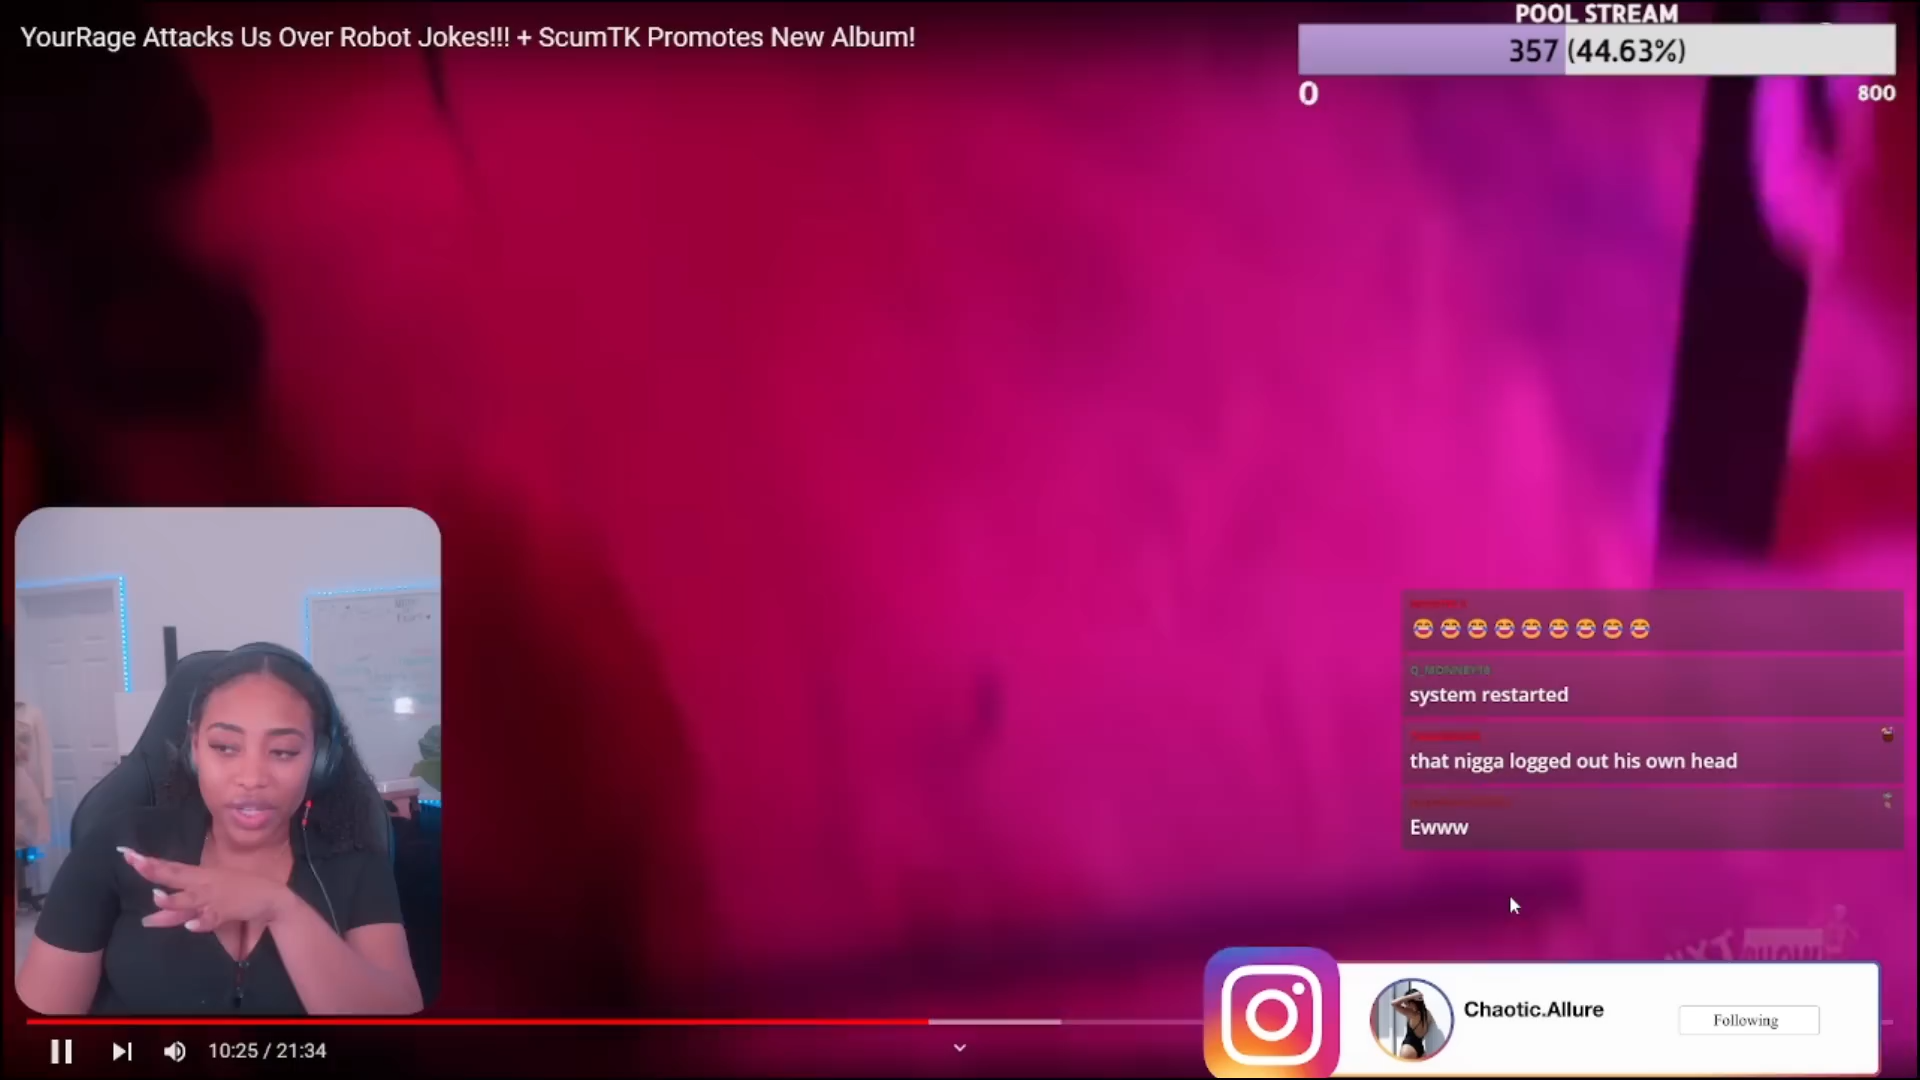 YourRage Attacks Us Over Robot Jokes!!! + ScumTK Promotes New Album!
POOL STREAM
357 (44.63%)
0
800
Q_MONNEY18
system restarted
that nigga logged out his own head
Ewww
Chaotic.Allure
Following
10:25 / 21:34